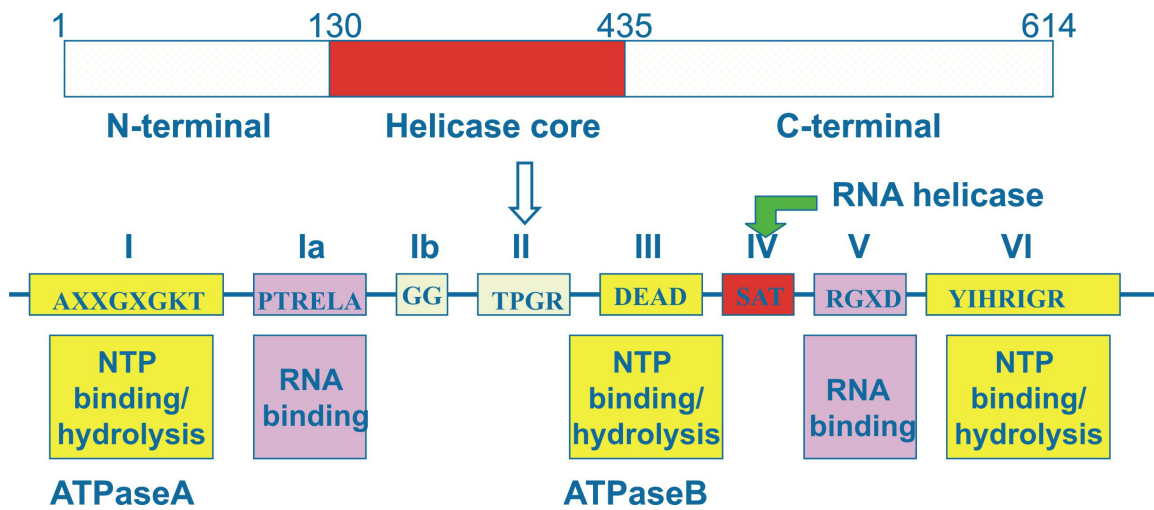 1 130 435 614
N-terminal Helicase core C-terminal
RNA helicase
I Ia Ib II III IV V VI
AXXGXGKT PTRELA GG TPGR DEAD SAT RGXD YIHRIGR
NTP
binding/
hydrolysis
RNA
binding
NTP
binding/
hydrolysis
RNA
binding
NTP
binding/
hydrolysis
ATPaseA ATPaseB